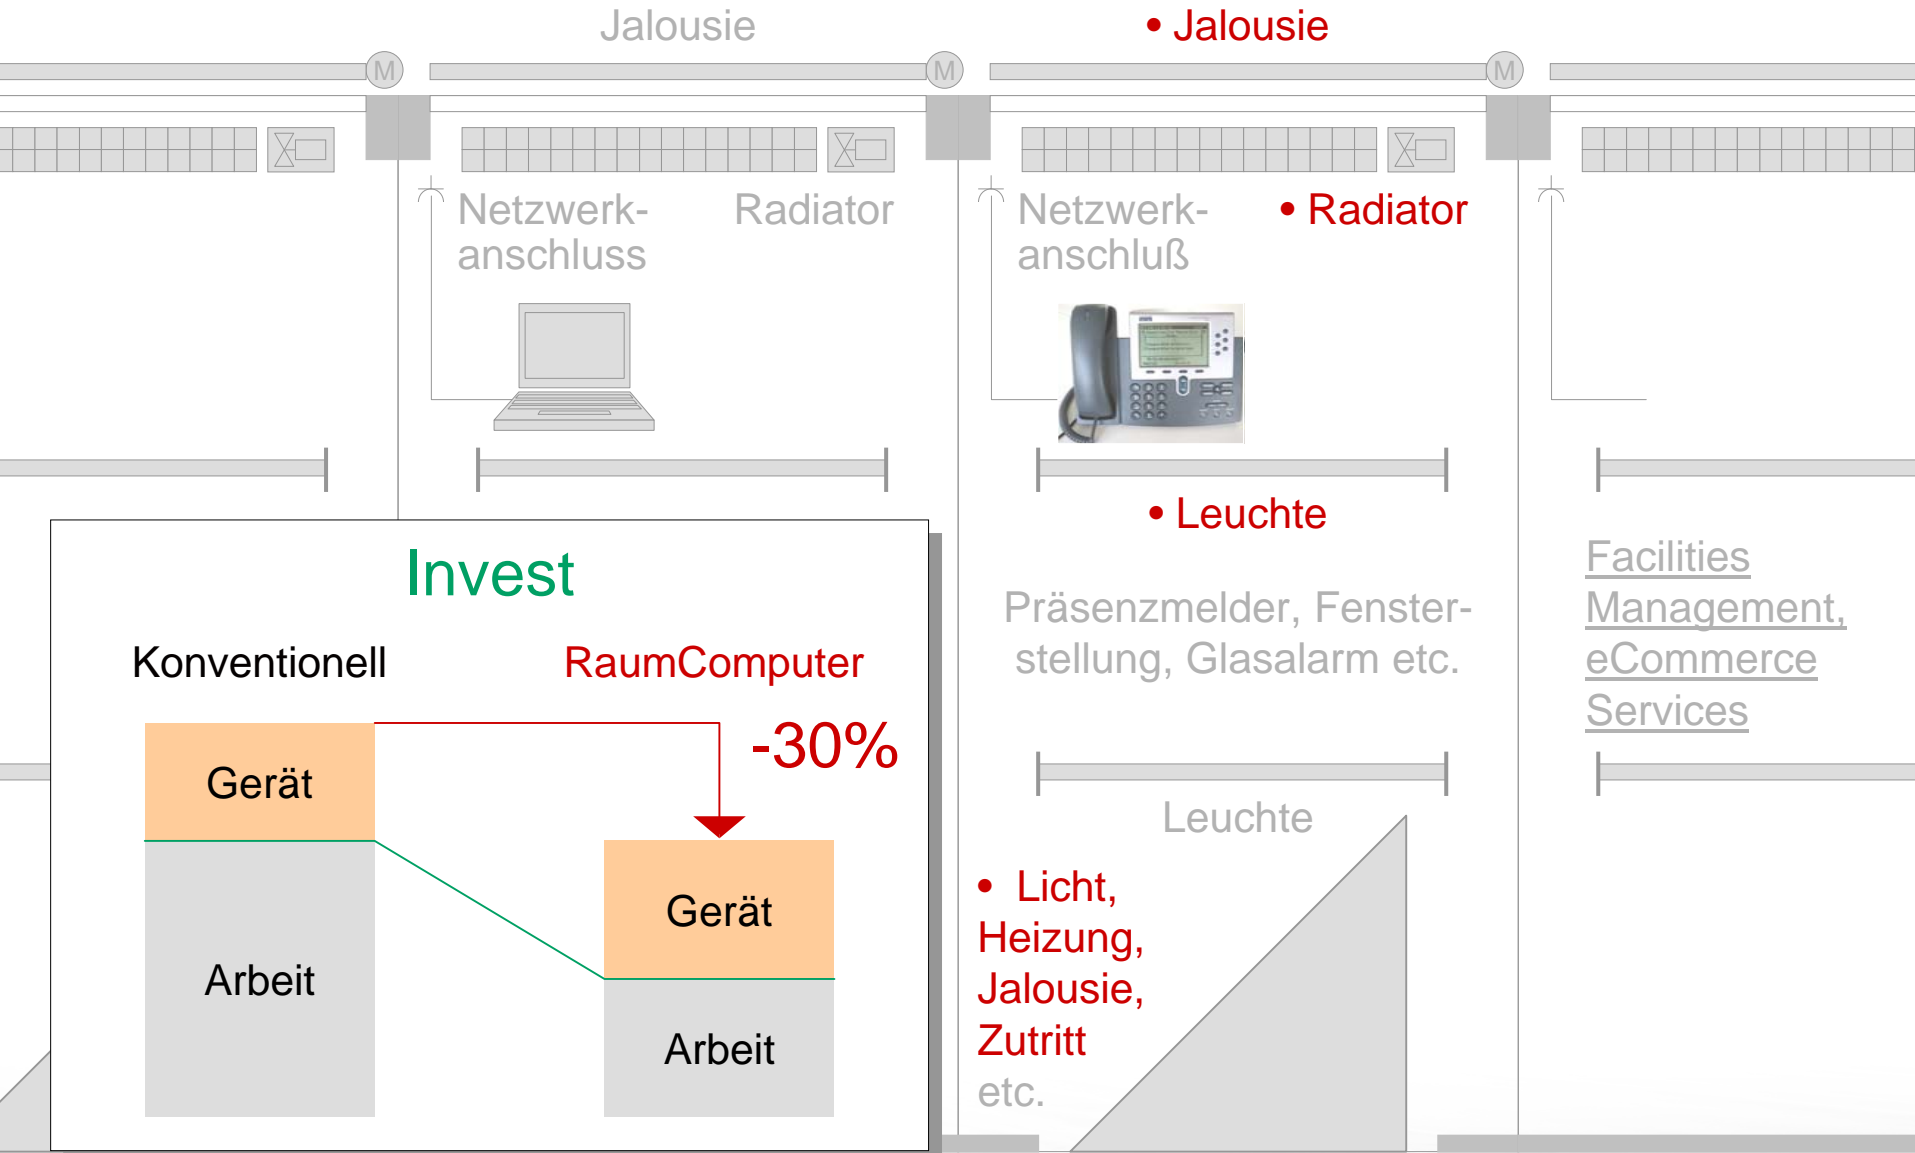 Jalousie
• Jalousie
M
M
M
Netzwerk-
anschluss
Radiator
Netzwerk-
anschluß
• Radiator
• Leuchte
Präsenzmelder, Fenster-
stellung, Glasalarm etc.
Facilities
Management,
eCommerce
Services
Leuchte
• Licht,
Heizung,
Jalousie,
Zutritt
etc.
Invest
Konventionell
RaumComputer
-30%
Gerät
Arbeit
Gerät
Arbeit